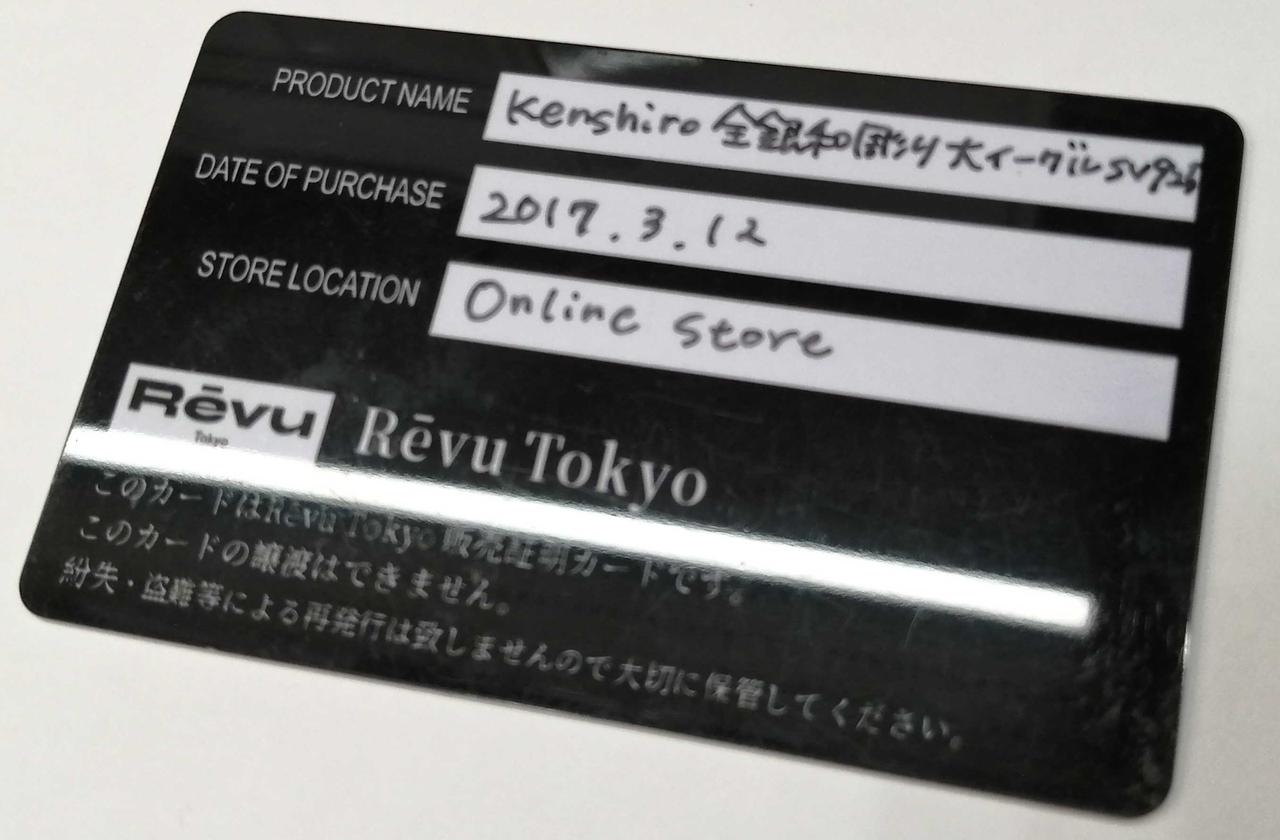 PRODUCT NAME Kenshiro 全銀和彫り大イーグルSV925
DATE OF PURCHASE 2017.3.12
STORE LOCATION Online Store
Rēvu
Tokyo
Rēvu Tokyo
このカードはRēvu Tokyo 販売証明カードです。
このカードの譲渡はできません。
紛失・盗難等による再発行は致しませんので大切に保管してください。